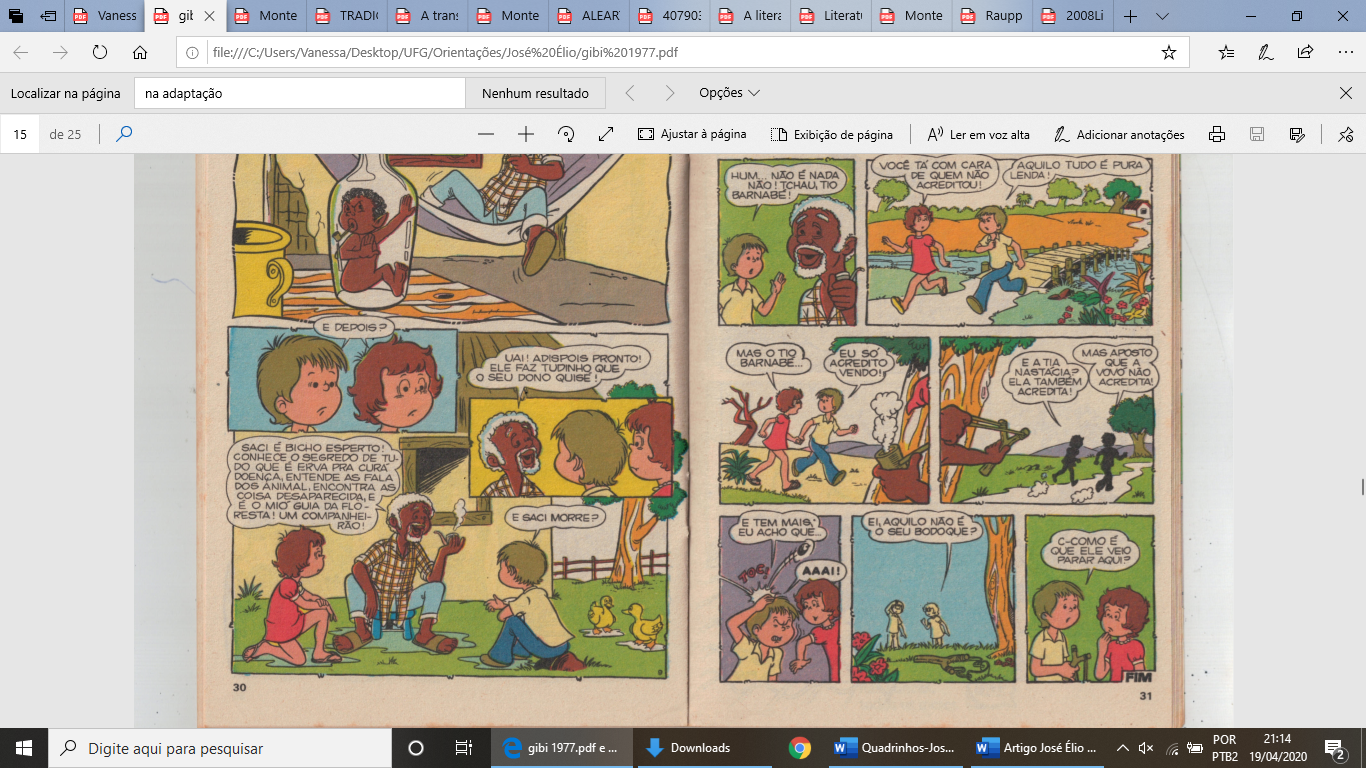 Vaness
gib
Monte
TRADIÇ
A trans
Monte
ALEAR
407903
A litera
Literatu
Monte
Raupp
2008Li
file:///C:/Users/Vanessa/Desktop/UFG/Orientações/José%20Élio/gibi%201977.pdf
Localizar na página
na adaptação
Nenhum resultado
Opções
15
de 25
Ajustar à página
Exibição de página
Ler em voz alta
Adicionar anotações
E DEPOIS?
UAI! ADISPOIS PRONTO!
ELE FAZ TUDINHO QUE
O SEU DONO QUISÉ!
SACI É BICHO ESPERTO!
CONHECE O SEGREDO DE TU-
DO QUE É ERVA PRA CURÁ
DOENÇA, ENTENDE AS FALA
DOS ANIMAL, ENCONTRA AS
COISA DESAPARECIDA, E
É O MIÓ GUIA DA FLO-
RESTA! UM COMPANHEI-
RÃO!
E SACI MORRE?
30
HUM... NÃO É NADA
NÃO! TCHAU, TIO
BARNABÉ!
VOCÊ TÁ COM CARA
DE QUEM NÃO
ACREDITOU!
AQUILO TUDO É PURA
LENDA!
MAS O TIO
BARNABÉ...
EU SÓ
ACREDITO
VENDO!
E A TIA
NASTÁCIA?
ELA TAMBÉM
ACREDITA!
MAS APOSTO
QUE A
VOVÓ NÃO
ACREDITA!
E TEM MAIS,
EU ACHO QUE...
TOC!
AAAI!
EI, AQUILO NÃO É
O SEU BODOQUE?
C-COMO É
QUE ELE VEIO
PARAR AQUI?
FIM
31
Digite aqui para pesquisar
gibi 1977.pdf e ...
Downloads
Quadrinhos-Jos...
Artigo José Élio ...
POR
PTB2
21:14
19/04/2020
2